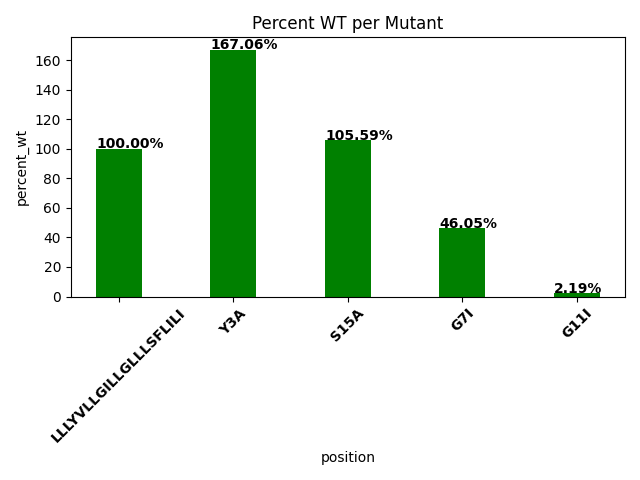 Percent WT per Mutant
percent_wt
160
140
120
100
80
60
40
20
0
100.00%
167.06%
105.59%
46.05%
2.19%
LLLYVLLGILLGLLLSFLILI
Y3A
S15A
G7I
G11I
position